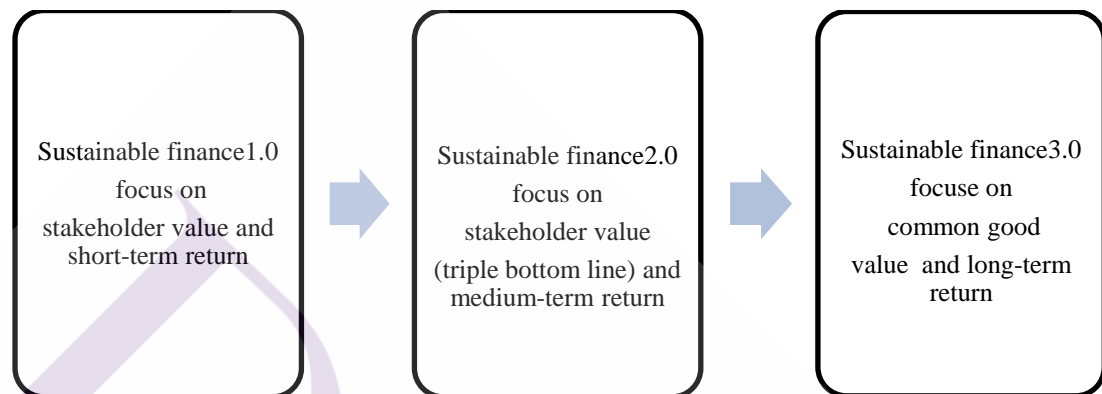 Sustainable finance1.0
focus on
stakeholder value and
short-term return
Sustainable finance2.0
focus on
stakeholder value
(triple bottom line) and
medium-term return
Sustainable finance3.0
focuse on
common good
value and long-term
return